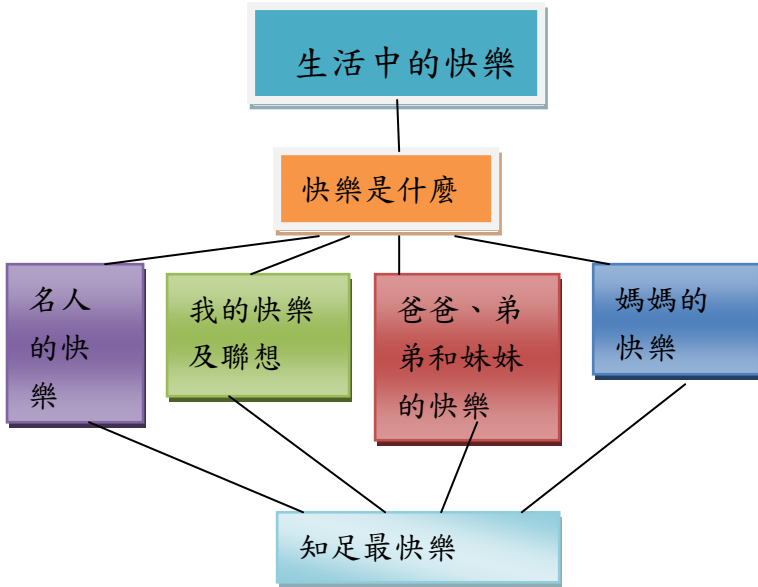 生活中的快樂
快樂是什麼
名人
的快
樂
我的快樂
及聯想
爸爸、弟
弟和妹妹
的快樂
媽媽的
快樂
知足最快樂